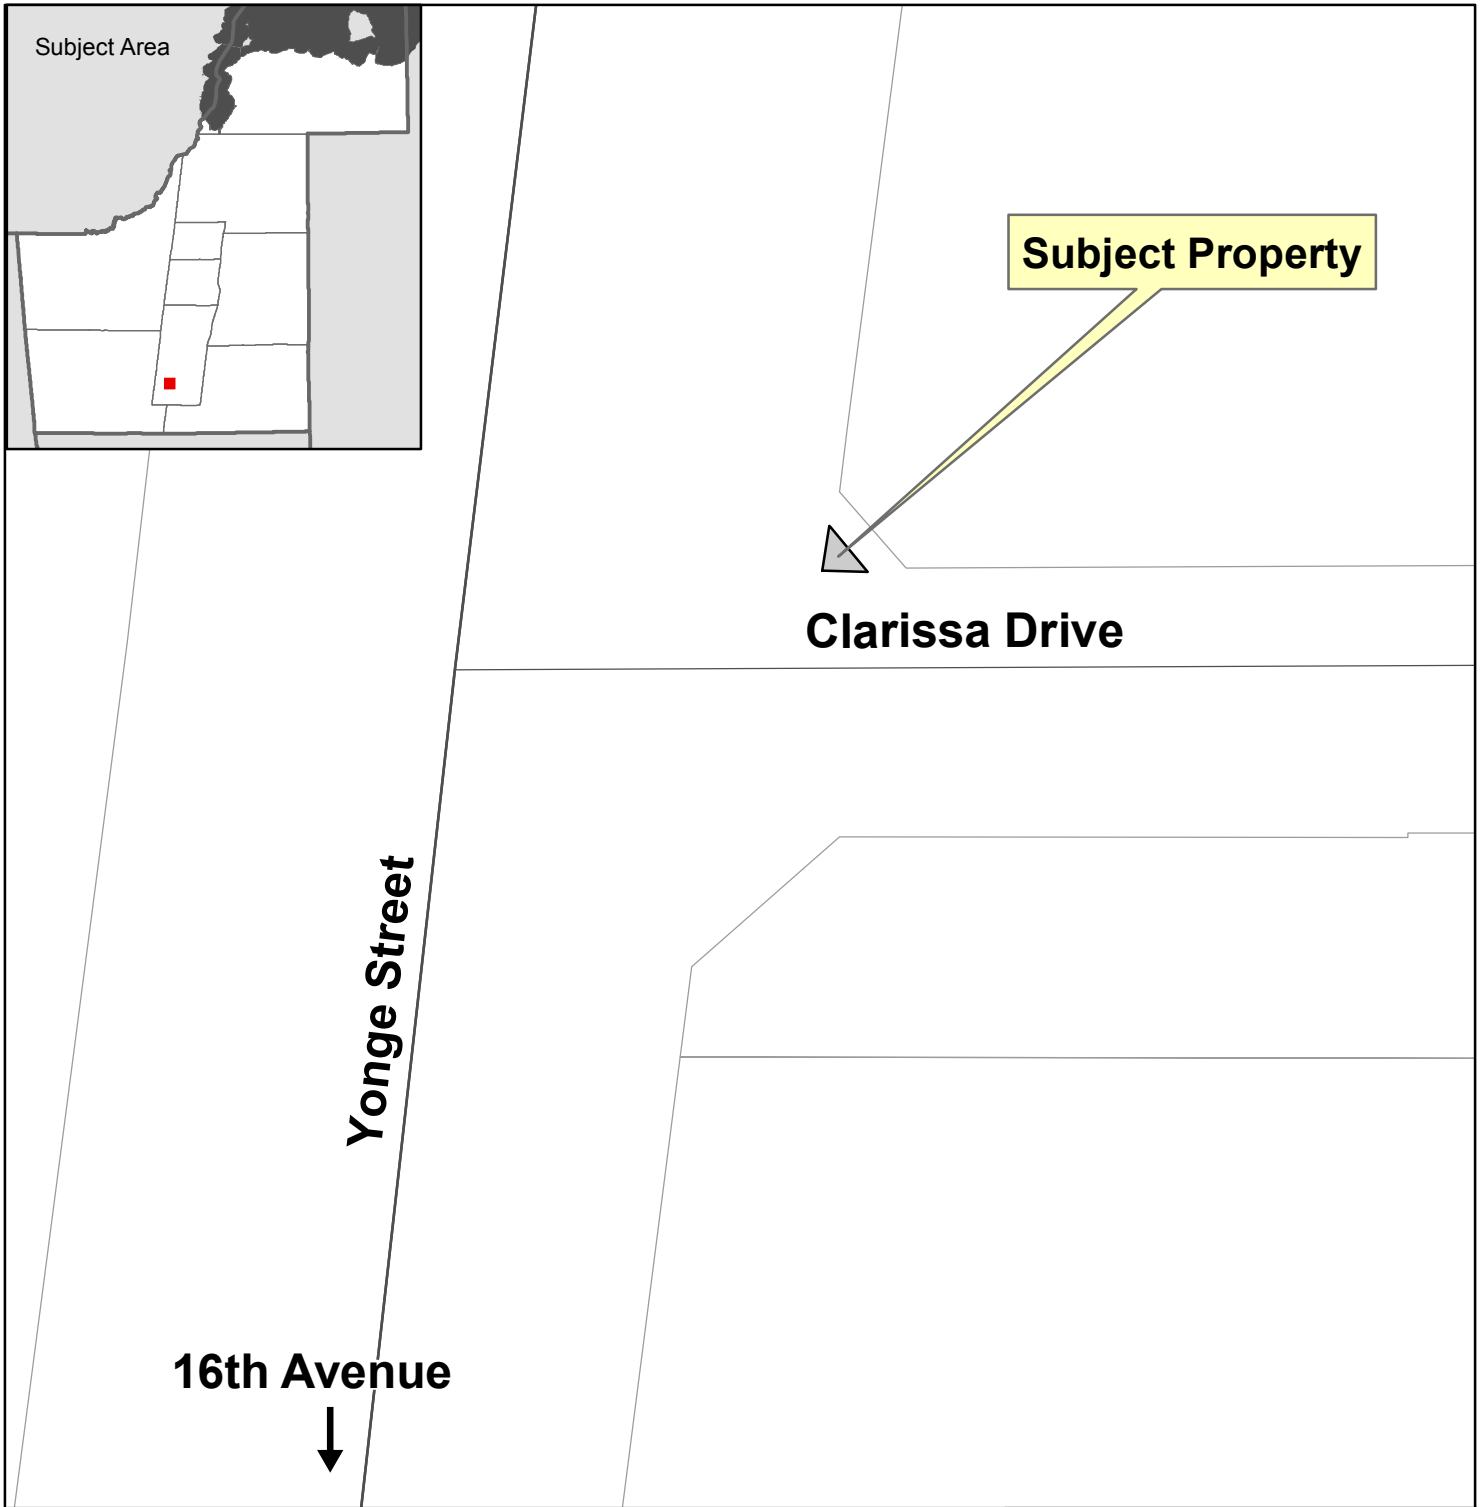 Subject Area
Subject Property
Clarissa Drive
Yonge Street
16th Avenue